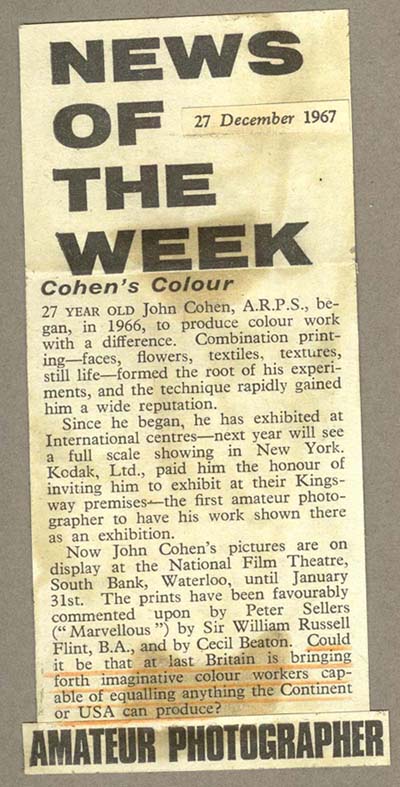 NEWS
OF
27 December 1967
THE
WEEK
Cohen's Colour
27 YEAR OLD John Cohen, A.R.P.S., be-
gan, in 1966, to produce colour work
with a difference. Combination print-
ing—faces, flowers, textiles, textures,
still life—formed the root of his experi-
ments, and the technique rapidly gained
him a wide reputation.
Since he began, he has exhibited at
International centres—next year will see
a full scale showing in New York.
Kodak, Ltd., paid him the honour of
inviting him to exhibit at their Kings-
way premises—the first amateur photo-
grapher to have his work shown there
as an exhibition.
Now John Cohen's pictures are on
display at the National Film Theatre,
South Bank, Waterloo, until January
31st. The prints have been favourably
commented upon by Peter Sellers
("Marvellous") by Sir William Russell
Flint, B.A., and by Cecil Beaton. Could
it be that at last Britain is bringing
forth imaginative colour workers cap-
able of equalling anything the Continent
or USA can produce?
AMATEUR PHOTOGRAPHER